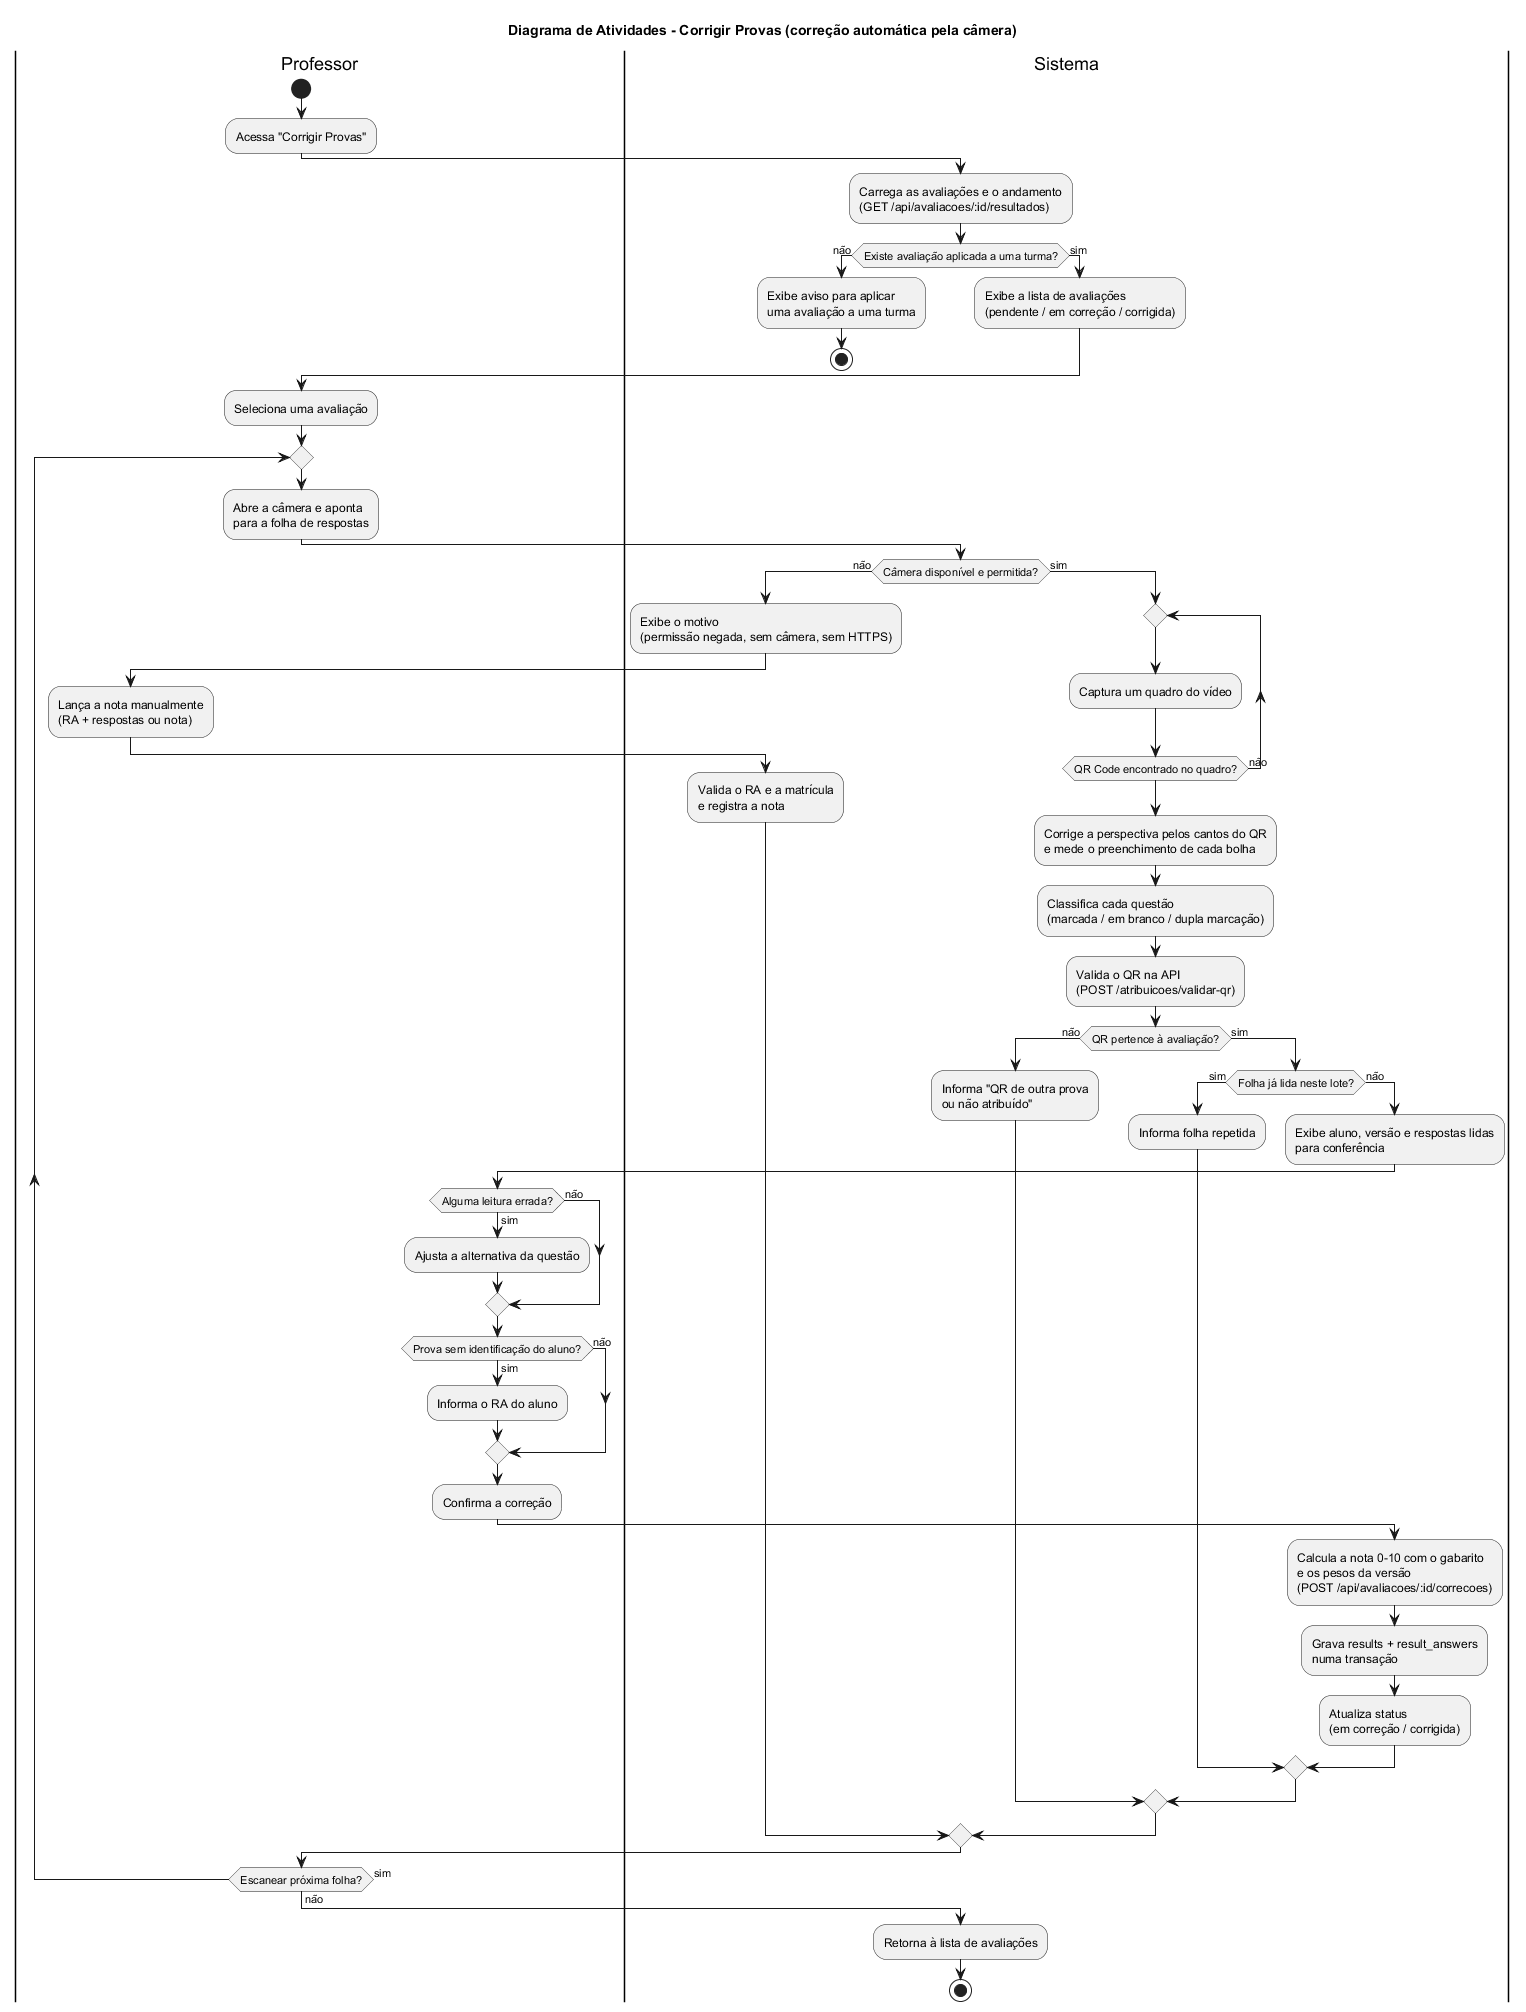 Diagrama de Atividades - Corrigir Provas (correção automática pela câmera)
Professor
Sistema
Acessa "Corrigir Provas"
Carrega as avaliações e o andamento
(GET /api/avaliacoes/:id/resultados)
não
Existe avaliação aplicada a uma turma?
sim
Exibe aviso para aplicar
uma avaliação a uma turma
Exibe a lista de avaliações
(pendente / em correção / corrigida)
Seleciona uma avaliação
Abre a câmera e aponta
para a folha de respostas
não
Câmera disponível e permitida?
sim
Exibe o motivo
(permissão negada, sem câmera, sem HTTPS)
Lança a nota manualmente
(RA + respostas ou nota)
Valida o RA e a matrícula
e registra a nota
Captura um quadro do vídeo
QR Code encontrado no quadro?
não
Corrige a perspectiva pelos cantos do QR
e mede o preenchimento de cada bolha
Classifica cada questão
(marcada / em branco / dupla marcação)
Valida o QR na API
(POST /atribuicoes/validar-qr)
não
QR pertence à avaliação?
sim
Informa "QR de outra prova
ou não atribuído"
sim
Folha já lida neste lote?
não
Informa folha repetida
Exibe aluno, versão e respostas lidas
para conferência
Alguma leitura errada?
não
sim
Ajusta a alternativa da questão
Prova sem identificação do aluno?
não
sim
Informa o RA do aluno
Confirma a correção
Calcula a nota 0-10 com o gabarito
e os pesos da versão
(POST /api/avaliacoes/:id/correcoes)
Grava results + result_answers
numa transação
Atualiza status
(em correção / corrigida)
Escanear próxima folha?
sim
não
Retorna à lista de avaliações